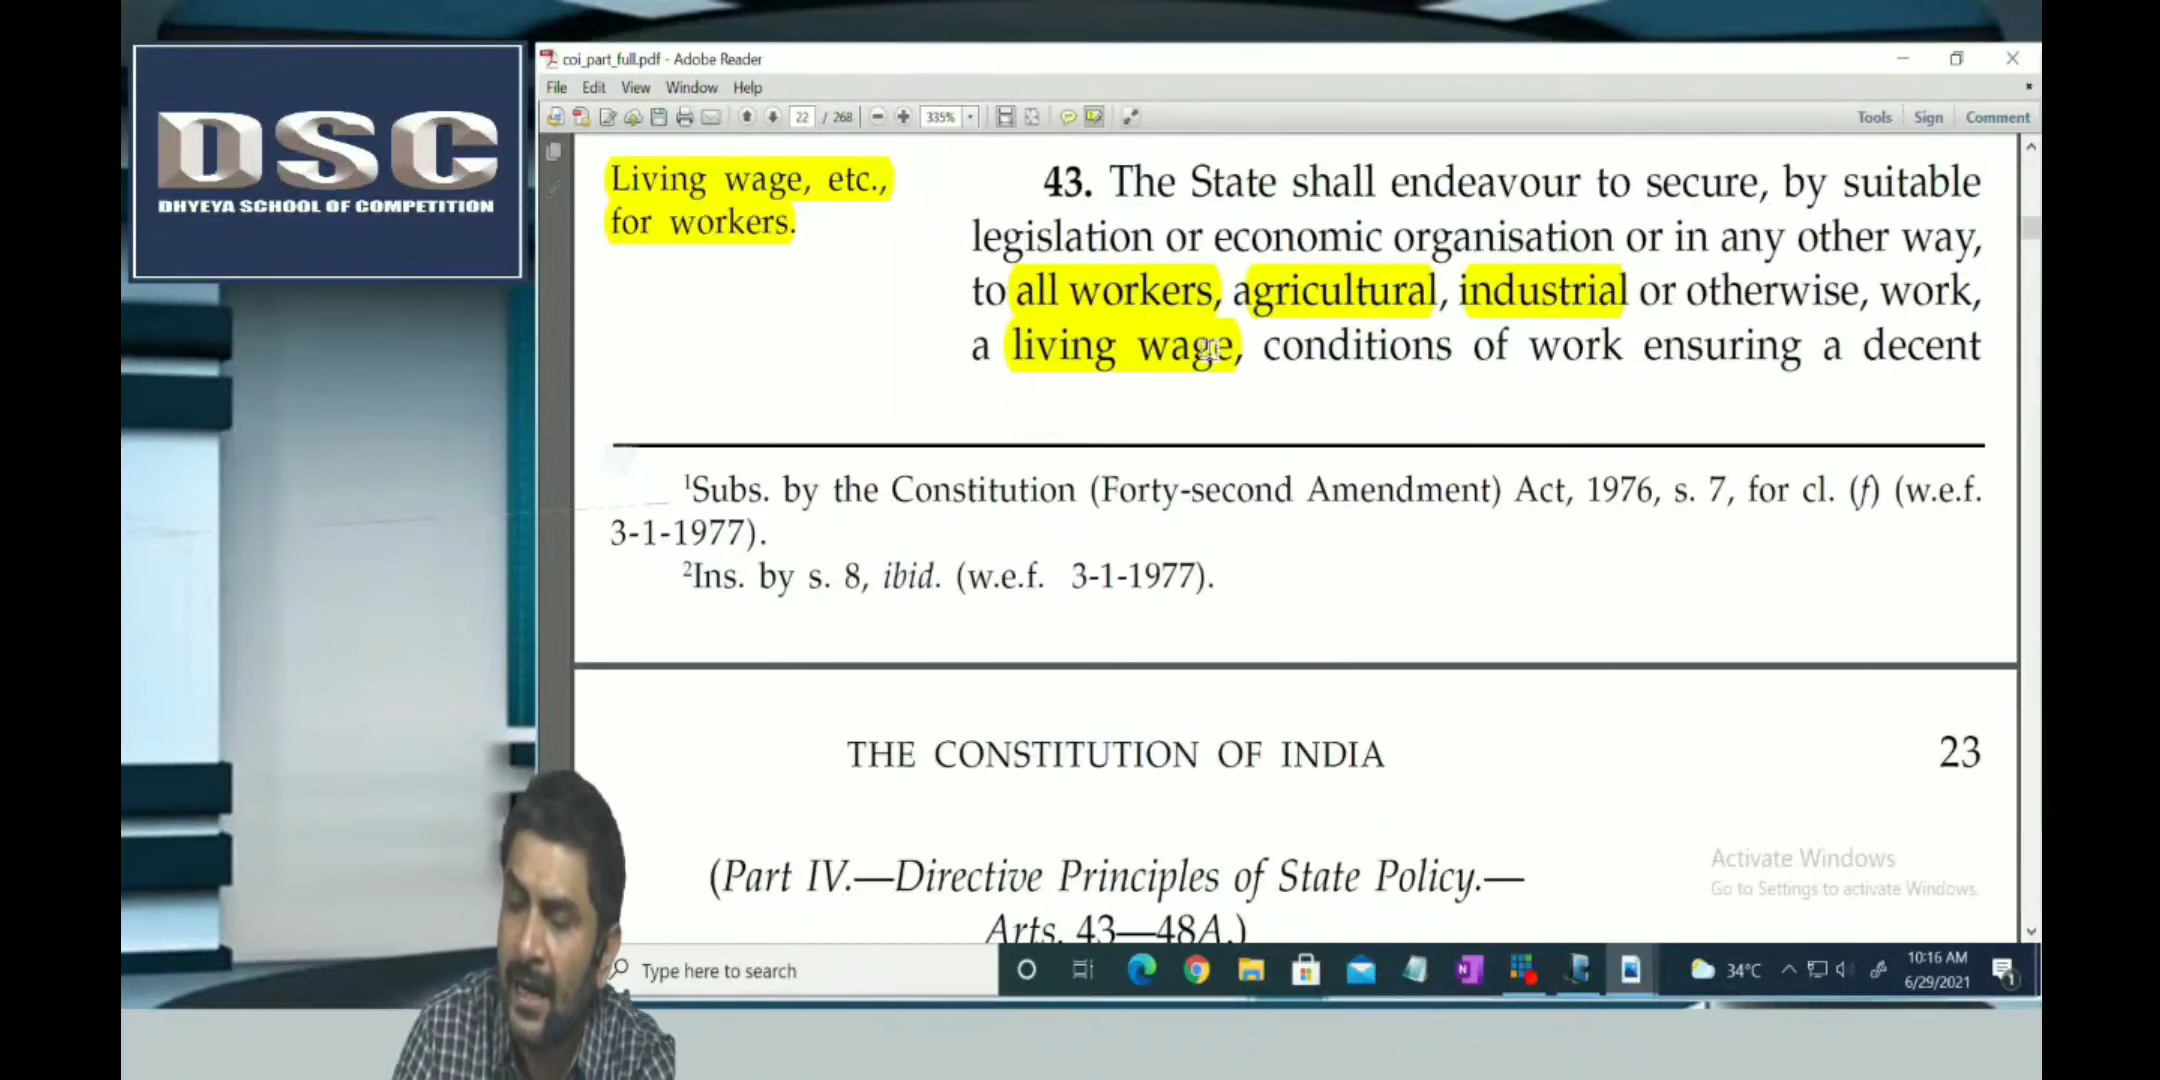 DSC
DHYEYA SCHOOL OF COMPETITION
coi_part_full.pdf - Adobe Reader
File Edit View Window Help
22 / 268 335% Tools Sign Comment
Living wage, etc.,
for workers.
43. The State shall endeavour to secure, by suitable
legislation or economic organisation or in any other way,
to all workers, agricultural, industrial or otherwise, work,
a living wage, conditions of work ensuring a decent
¹Subs. by the Constitution (Forty-second Amendment) Act, 1976, s. 7, for cl. (f) (w.e.f.
3-1-1977).
²Ins. by s. 8, ibid. (w.e.f. 3-1-1977).
THE CONSTITUTION OF INDIA 23
(Part IV.—Directive Principles of State Policy.—
Arts. 43—48A.)
Activate Windows
Go to Settings to activate Windows.
Type here to search
34°C
10:16 AM
6/29/2021
1